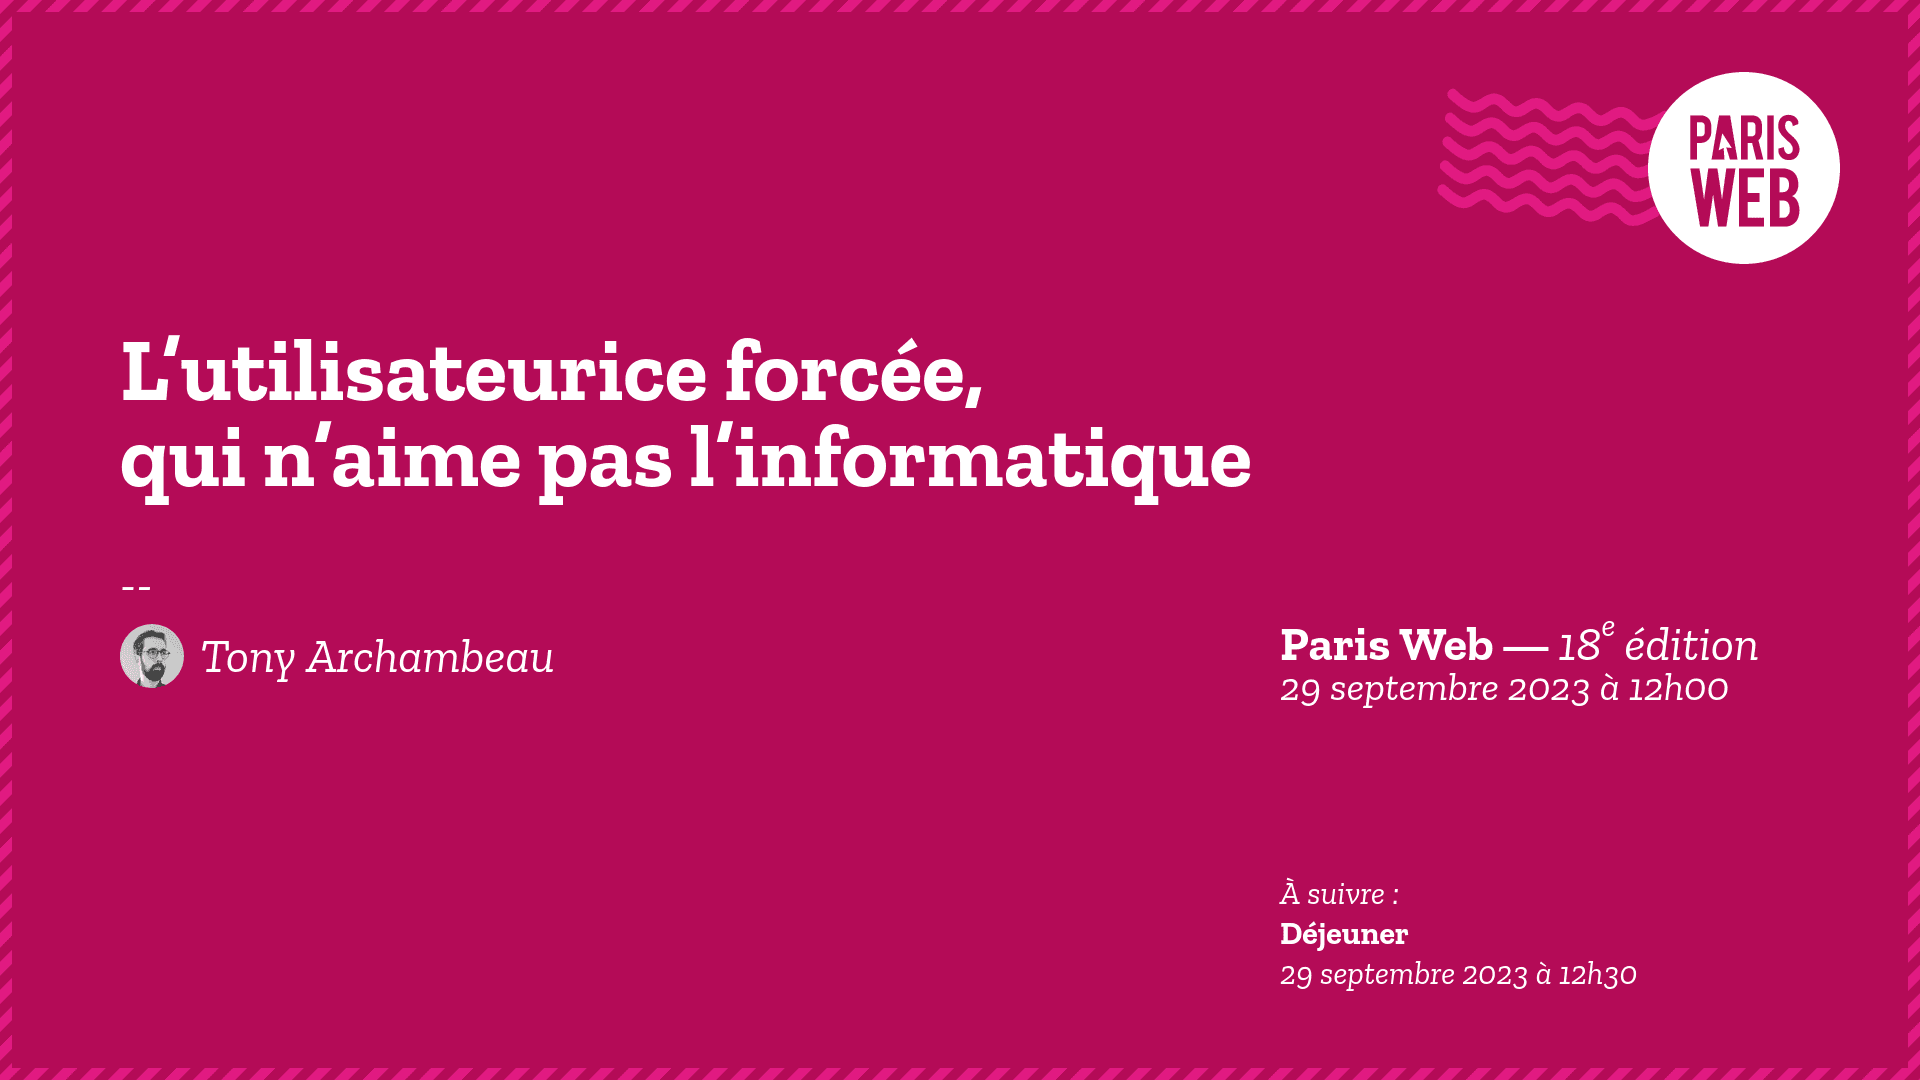 PARIS
WEB
L’utilisateurice forcée,
qui n’aime pas l’informatique
--
Tony Archambeau
Paris Web — 18e édition
29 septembre 2023 à 12h00
À suivre :
Déjeuner
29 septembre 2023 à 12h30